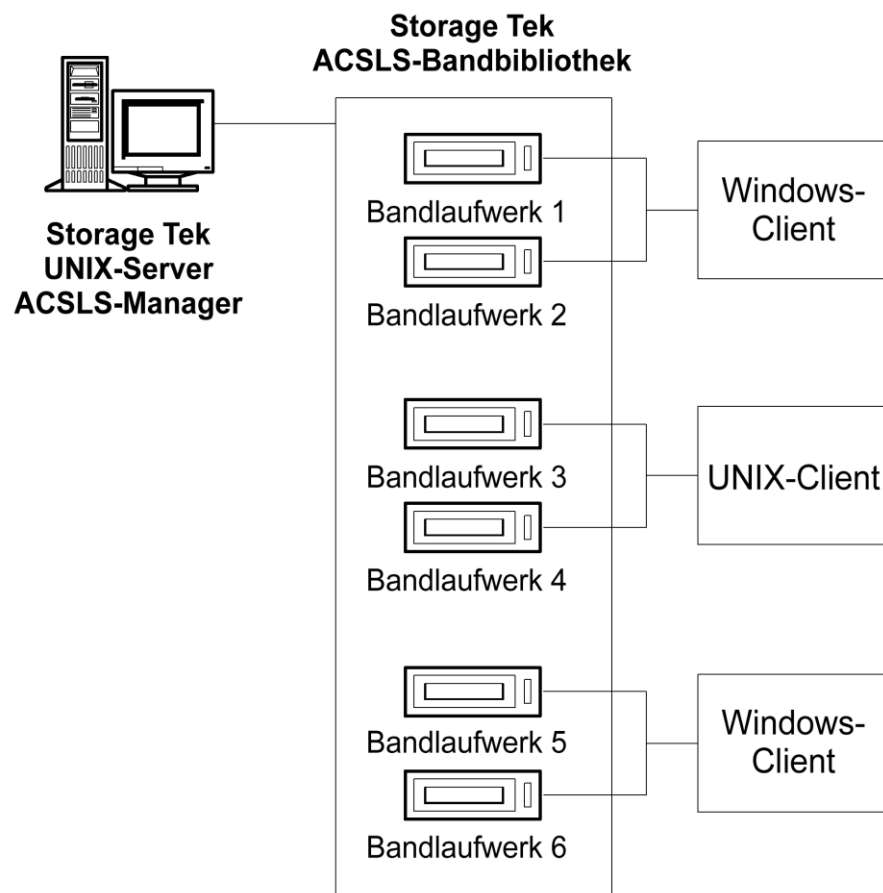 Storage Tek
ACSLS-Bandbibliothek
Storage Tek
UNIX-Server
ACSLS-Manager
Bandlaufwerk 1
Bandlaufwerk 2
Windows-
Client
Bandlaufwerk 3
Bandlaufwerk 4
UNIX-Client
Bandlaufwerk 5
Bandlaufwerk 6
Windows-
Client